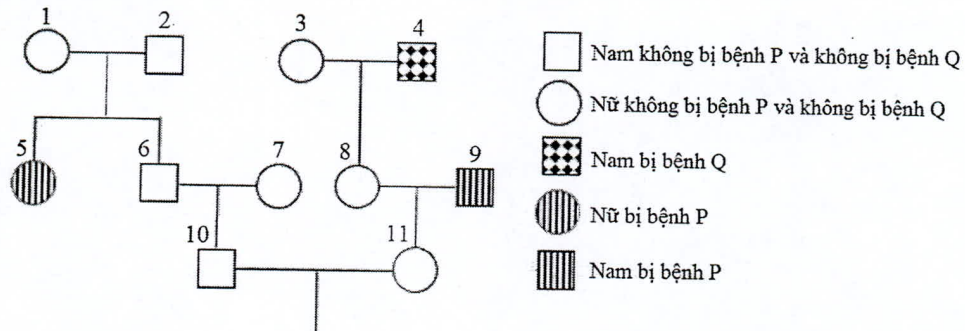 1 2 3 4
Nam không bị bệnh P và không bị bệnh Q
Nữ không bị bệnh P và không bị bệnh Q
5 6 7 8 9
Nam bị bệnh Q
Nữ bị bệnh P
10 11
Nam bị bệnh P